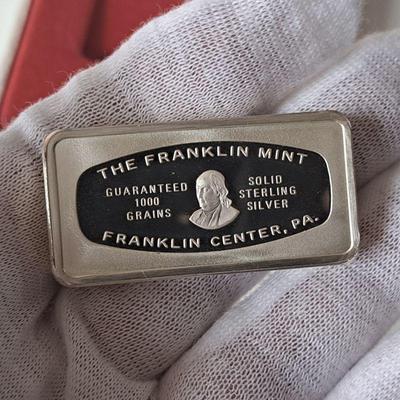 THE FRANKLIN MINT
GUARANTEED
1000
GRAINS
SOLID
STERLING
SILVER
FRANKLIN CENTER, PA.